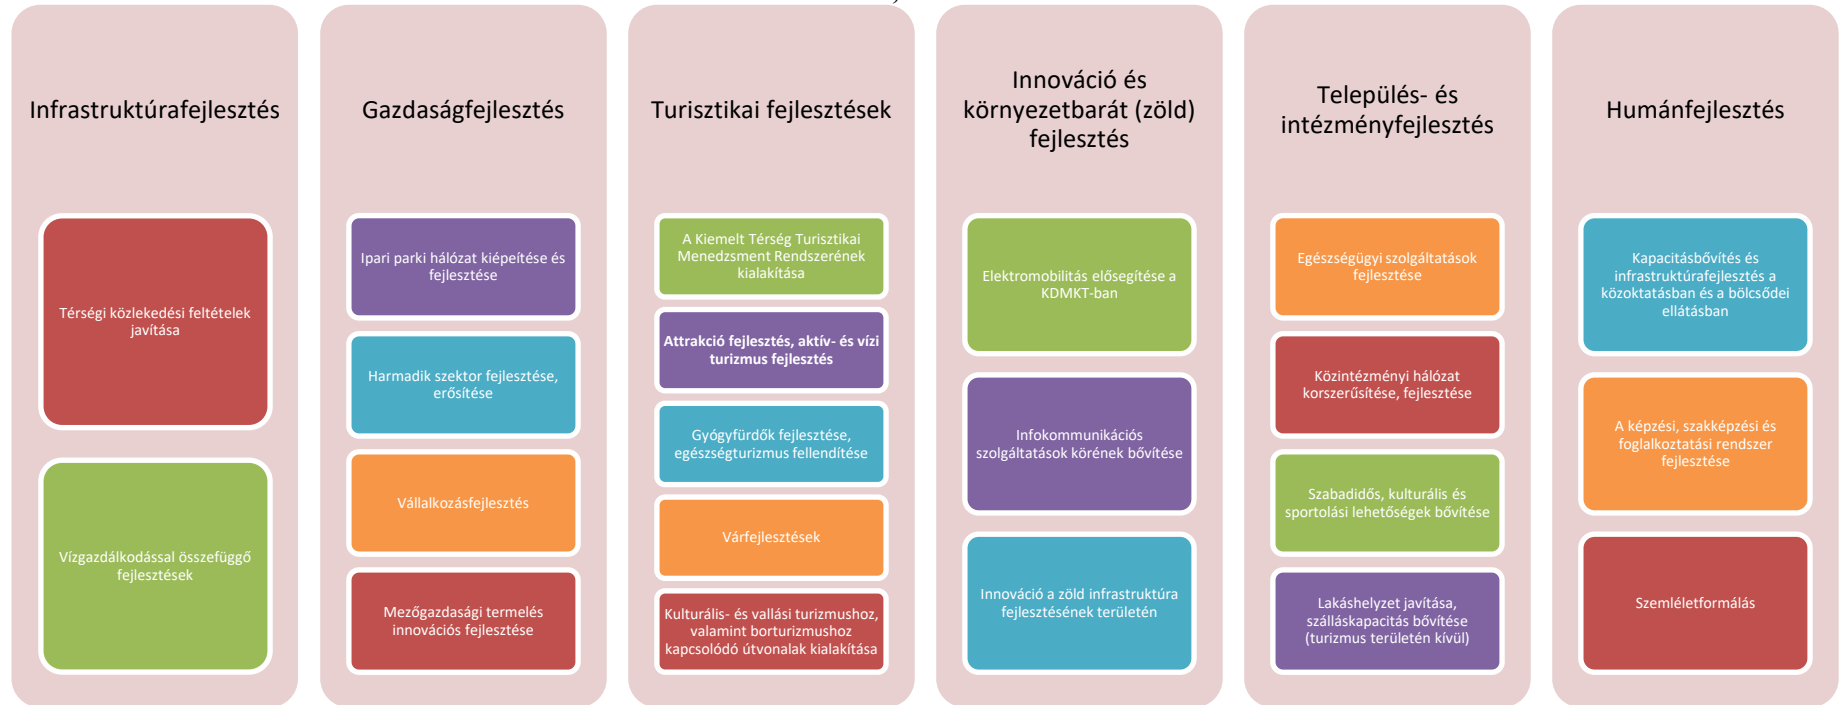 Infrastruktúrafejlesztés
Térségi közlekedési feltételek
javítása
Vízgazdálkodással összefüggő
fejlesztések
Gazdaságfejlesztés
Ipari parki hálózat kiépeítése és
fejlesztése
Harmadik szektor fejlesztése,
erősítése
Vállalkozásfejlesztés
Mezőgazdasági termelés
innovációs fejlesztése
Turisztikai fejlesztések
A Kiemelt Térség Turisztikai
Menedzsment Rendszerének
kialakítása
Attrakció fejlesztés, aktív- és vízi
turizmus fejlesztés
Gyógyfürdők fejlesztése,
egészségturizmus fellendítése
Várfejlesztések
Kulturális- és vallási turizmushoz,
valamint borturizmushoz
kapcsolódó útvonalak kialakítása
Innováció és
környezetbarát (zöld)
fejlesztés
Elektromobilitás elősegítése a
KDMKT-ban
Infokommunikációs
szolgáltatások körének bővítése
Innováció a zöld infrastruktúra
fejlesztésének területén
Település- és
intézményfejlesztés
Egészségügyi szolgáltatások
fejlesztése
Közintézményi hálózat
korszerűsítése, fejlesztése
Szabadidős, kulturális és
sportolási lehetőségek bővítése
Lakáshelyzet javítása,
szálláskapacitás bővítése
(turizmus területén kívül)
Humánfejlesztés
Kapacitásbővítés és
infrastruktúrafejlesztés a
közoktatásban és a bölcsődei
ellátásban
A képzési, szakképzési és
foglalkoztatási rendszer
fejlesztése
Szemléletformálás